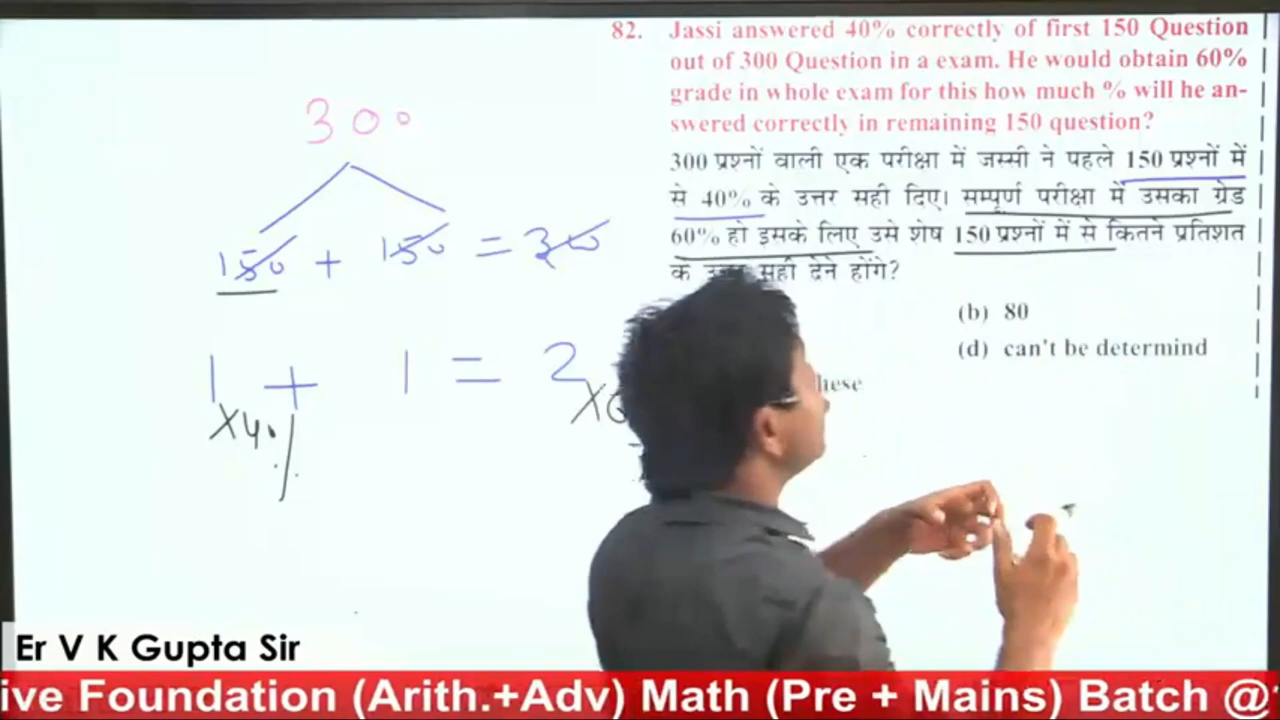 82. Jassi answered 40% correctly of first 150 Question
out of 300 Question in a exam. He would obtain 60%
grade in whole exam for this how much % will he an-
swered correctly in remaining 150 question?
300 प्रश्नों वाली एक परीक्षा में जस्सी ने पहले 150 प्रश्नों में
से 40% के उत्तर सही दिए। सम्पूर्ण परीक्षा में उसका ग्रेड
60% हो इसके लिए उसे शेष 150 प्रश्नों में से कितने प्रतिशत
के उत्तर सही देने होंगे?
(b) 80
(d) can't be determind
300
150 + 150 = 300
1 + 1 = 2
X40%
Er V K Gupta Sir
ive Foundation (Arith.+Adv) Math (Pre + Mains) Batch @